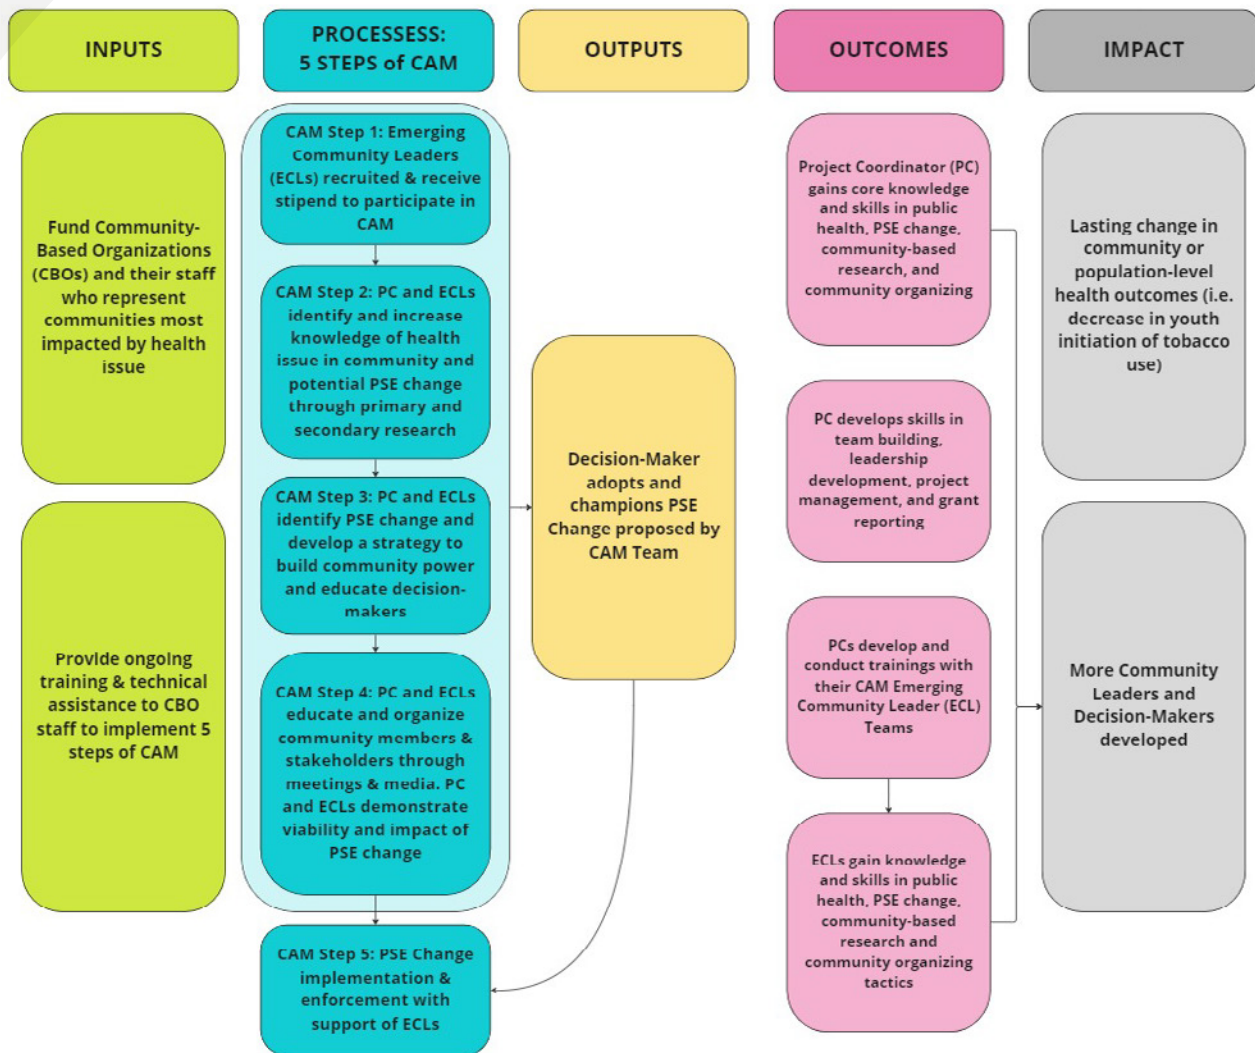 INPUTS
PROCESSESS:
5 STEPS of CAM
OUTPUTS
OUTCOMES
IMPACT
Fund Community-
Based Organizations
(CBOs) and their staff
who represent
communities most
impacted by health
issue
Provide ongoing
training & technical
assistance to CBO
staff to implement 5
steps of CAM
CAM Step 1: Emerging
Community Leaders
(ECLs) recruited & receive
stipend to participate in
CAM
CAM Step 2: PC and ECLs
identify and increase
knowledge of health
issue in community and
potential PSE change
through primary and
secondary research
CAM Step 3: PC and ECLs
identify PSE change and
develop a strategy to
build community power
and educate decision-
makers
CAM Step 4: PC and ECLs
educate and organize
community members &
stakeholders through
meetings & media. PC
and ECLs demonstrate
viability and impact of
PSE change
CAM Step 5: PSE Change
implementation &
enforcement with
support of ECLs
Decision-Maker
adopts and
champions PSE
Change proposed by
CAM Team
Project Coordinator (PC)
gains core knowledge
and skills in public
health, PSE change,
community-based
research, and
community organizing
PC develops skills in
team building,
leadership
development, project
management, and grant
reporting
PCs develop and
conduct trainings with
their CAM Emerging
Community Leader (ECL)
Teams
ECLs gain knowledge
and skills in public
health, PSE change,
community-based
research and
community organizing
tactics
Lasting change in
community or
population-level
health outcomes (i.e.
decrease in youth
initiation of tobacco
use)
More Community
Leaders and
Decision-Makers
developed